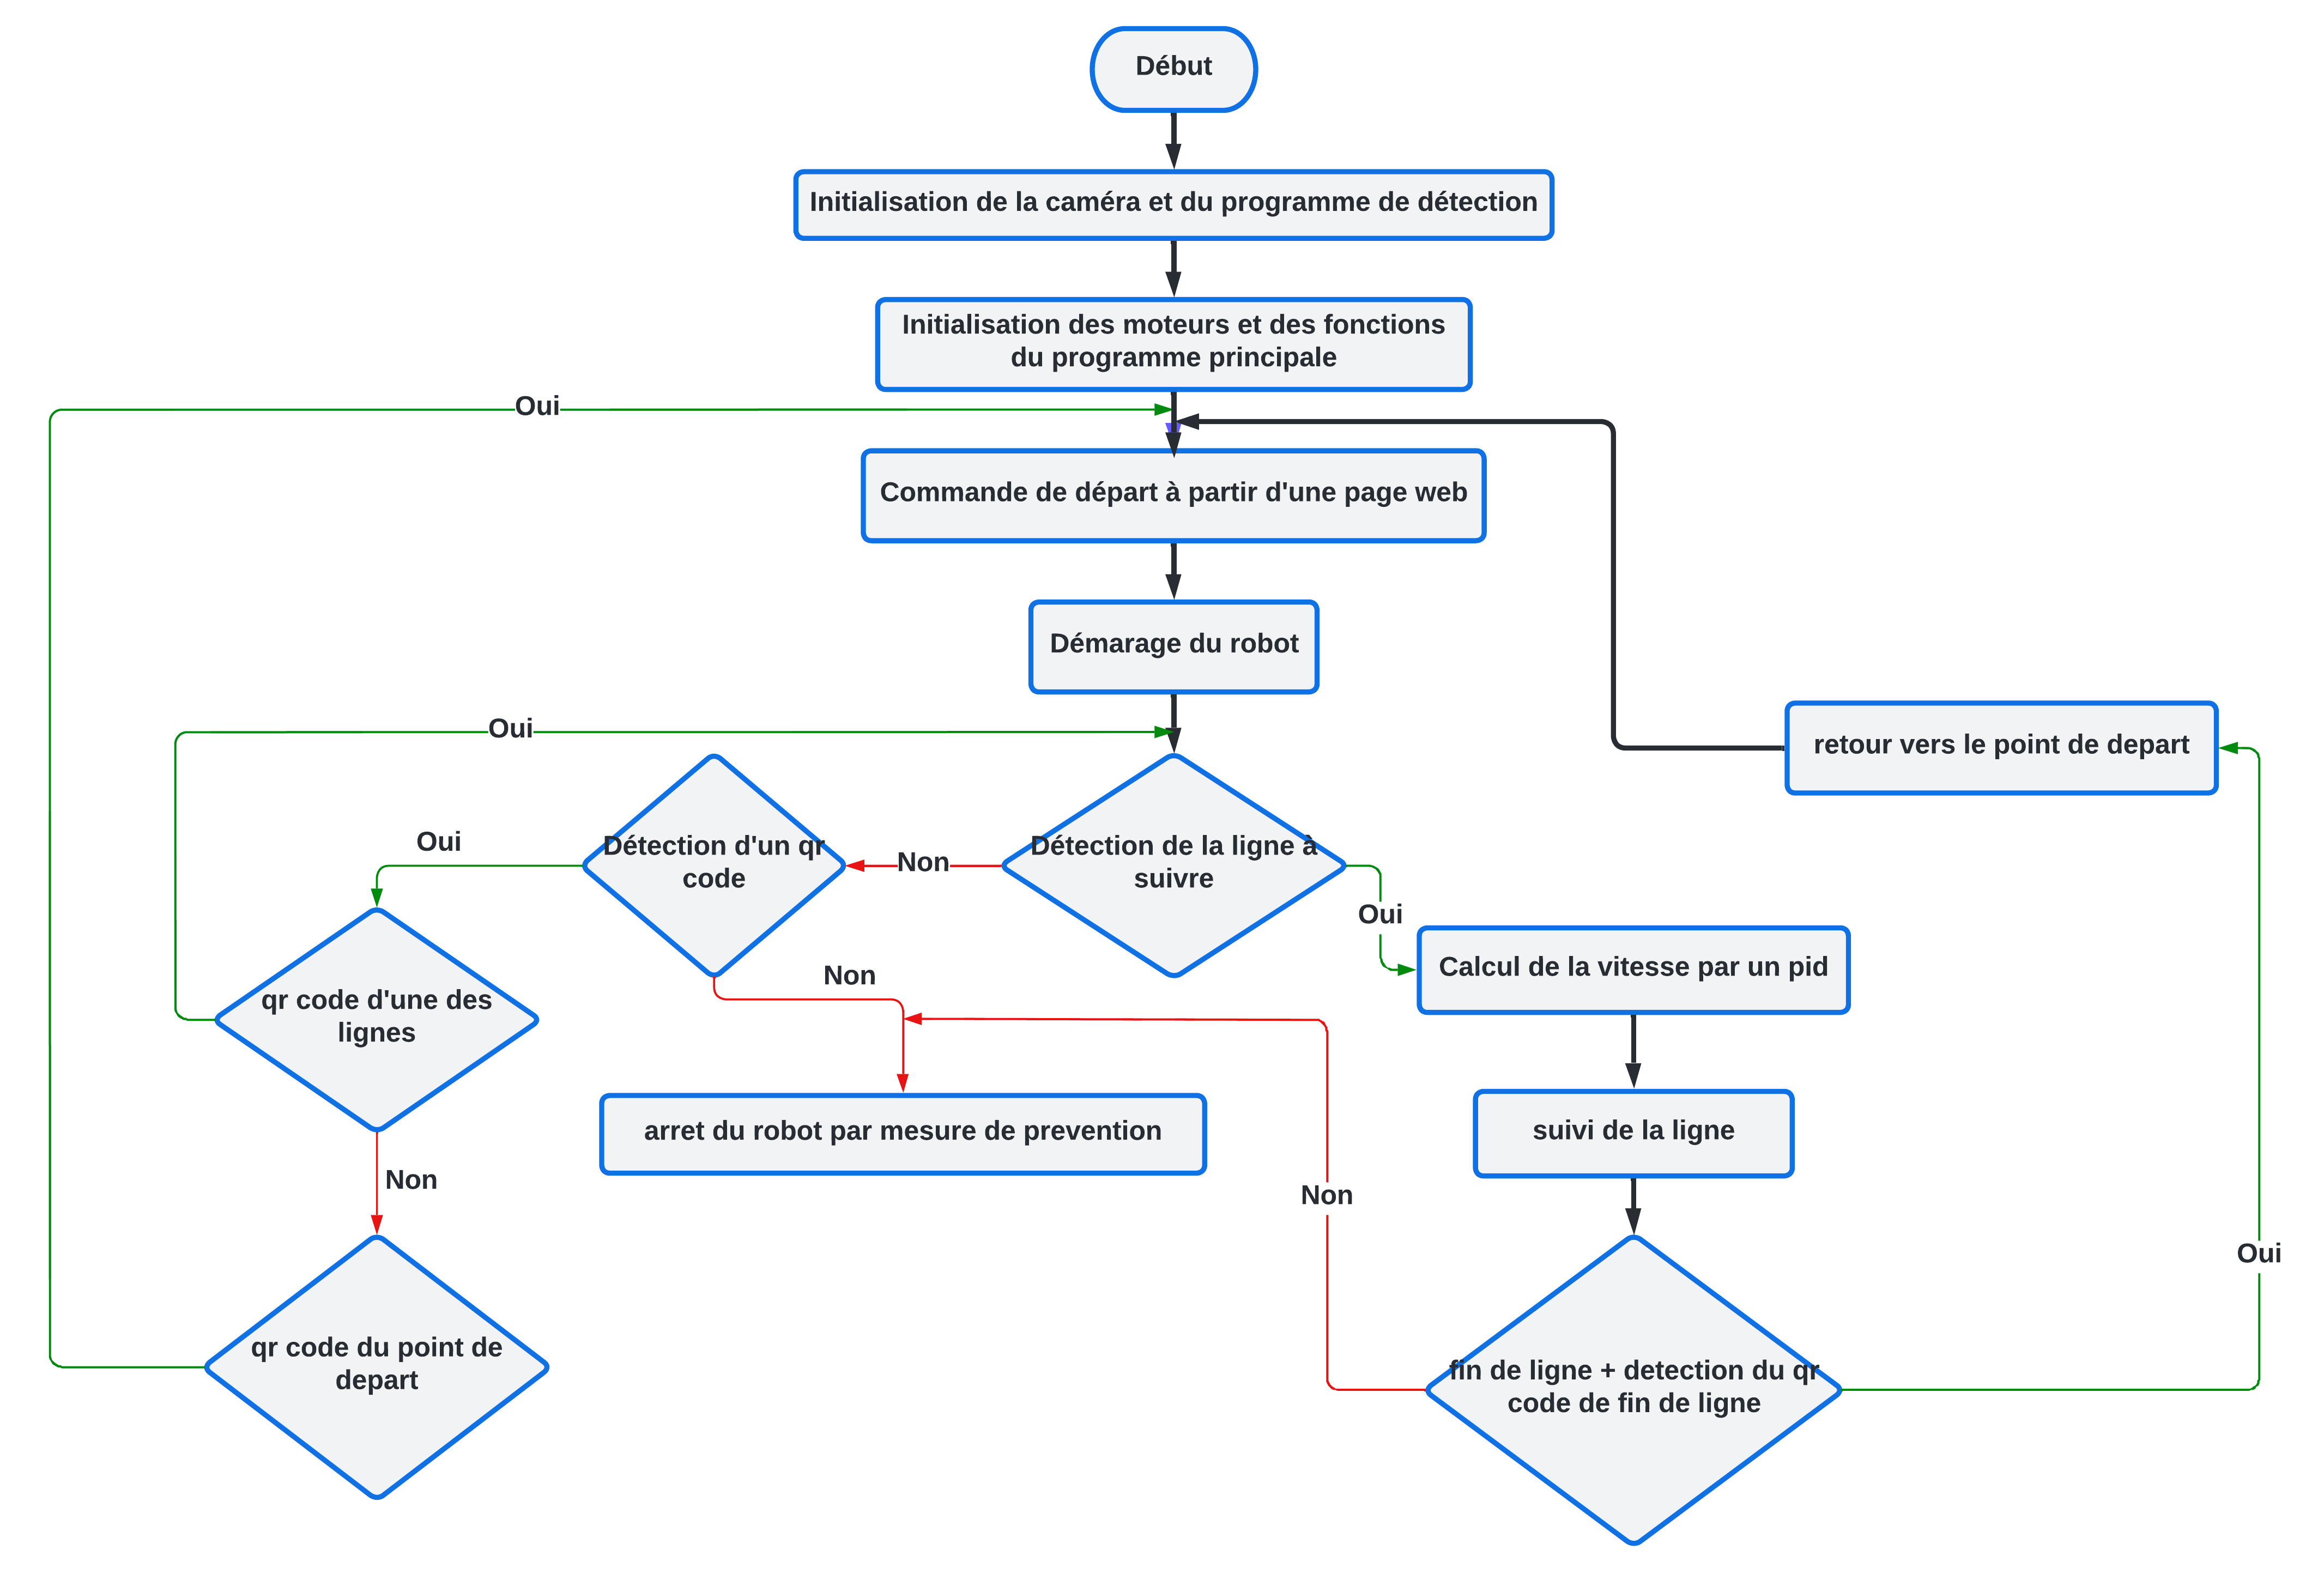 Début
Initialisation de la caméra et du programme de détection
Initialisation des moteurs et des fonctions
du programme principale
Oui
Commande de départ à partir d'une page web
Démarage du robot
Oui
retour vers le point de depart
Oui
Détection d'un qr
code
Non
Détection de la ligne à
suivre
Oui
Calcul de la vitesse par un pid
Non
qr code d'une des
lignes
arret du robot par mesure de prevention
suivi de la ligne
Non
Non
Oui
qr code du point de
depart
fin de ligne + detection du qr
code de fin de ligne